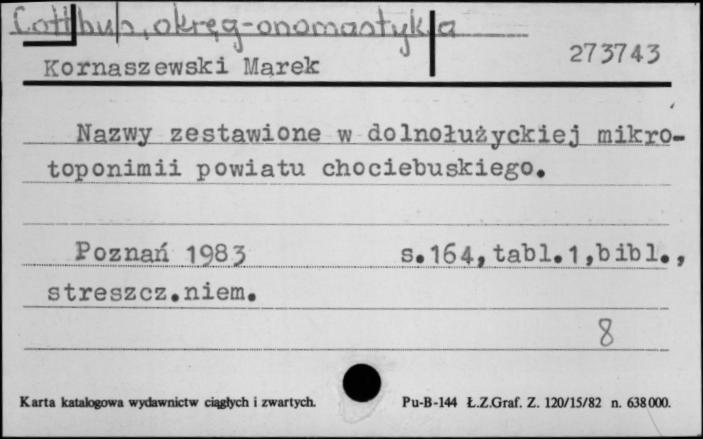 Cottbus, okręg-onomastyka
Kornaszewski Marek 273743
Nazwy zestawione w dolnołużyckiej mikro-
toponimii powiatu chociebuskiego.
Poznań 1983 s.164,tabl.1,bibl.,
streszcz.niem.
8
Karta katalogowa wydawnictw ciągłych i zwartych. Pu-B-144 Ł.Z.Graf. Z. 120/15/82 n. 638000.